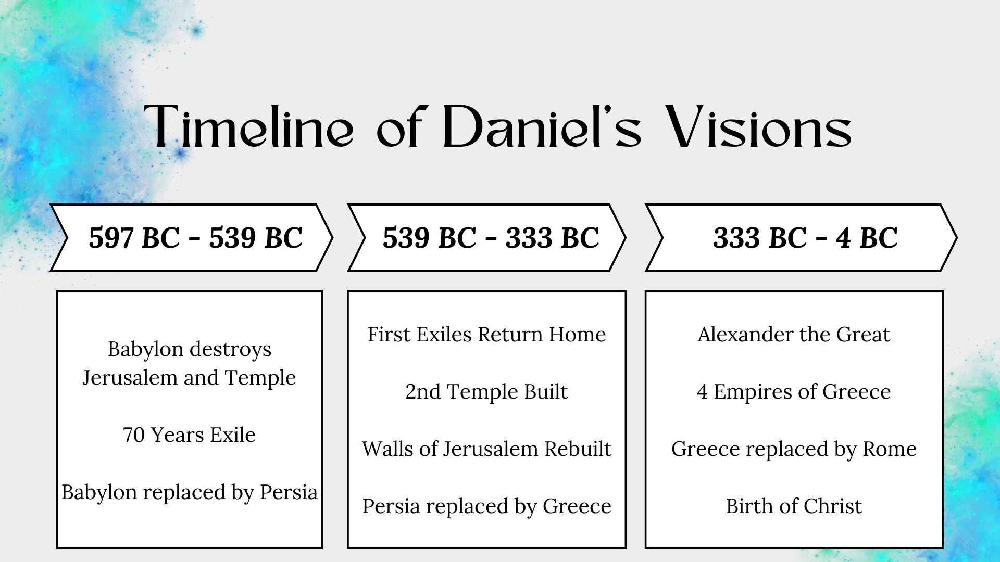 Timeline of Daniel's Visions
597 BC - 539 BC
Babylon destroys
Jerusalem and Temple
70 Years Exile
Babylon replaced by Persia
539 BC - 333 BC
First Exiles Return Home
2nd Temple Built
Walls of Jerusalem Rebuilt
Persia replaced by Greece
333 BC - 4 BC
Alexander the Great
4 Empires of Greece
Greece replaced by Rome
Birth of Christ